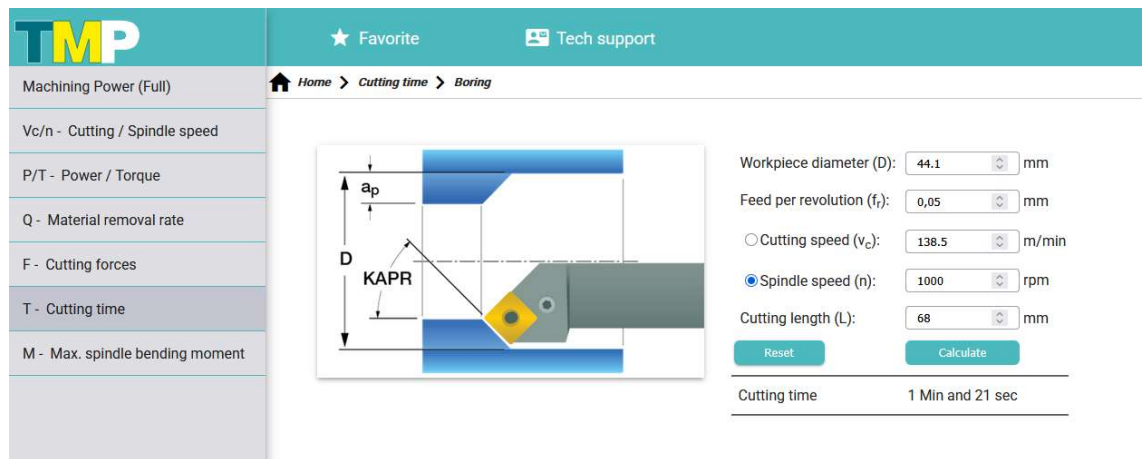 TMP
Favorite
Tech support
Machining Power (Full)
Vc/n - Cutting / Spindle speed
P/T - Power / Torque
Q - Material removal rate
F - Cutting forces
T - Cutting time
M - Max. spindle bending moment
Home > Cutting time > Boring
ap
D
KAPR
Workpiece diameter (D): 44.1 mm
Feed per revolution (fr): 0,05 mm
Cutting speed (vc): 138.5 m/min
Spindle speed (n): 1000 rpm
Cutting length (L): 68 mm
Reset Calculate
Cutting time 1 Min and 21 sec